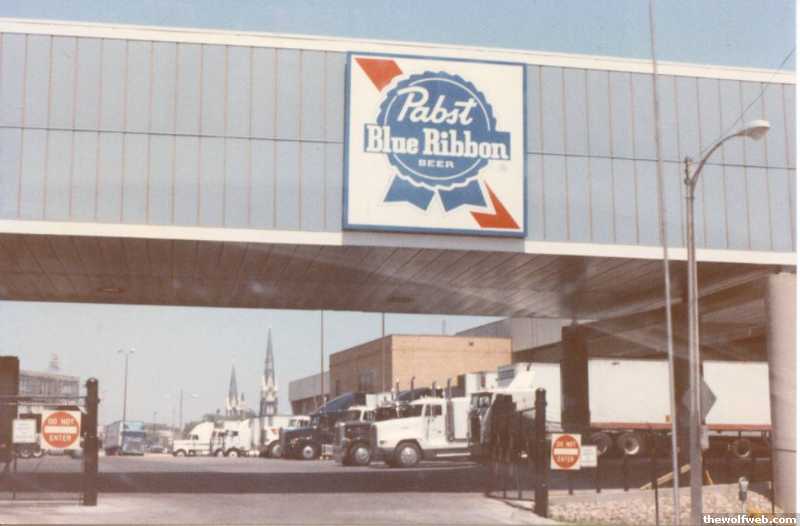 Pabst
Blue Ribbon
BEER
DO NOT
ENTER
DO NOT
ENTER
thewolfweb.com